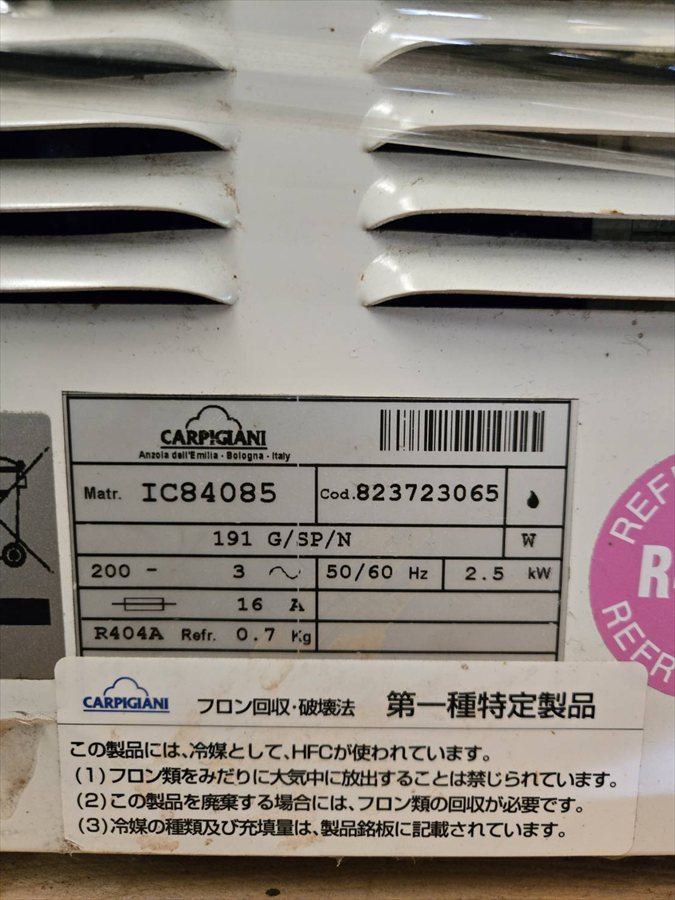 CARPIGIANI
Anzola dell'Emilia - Bologna - Italy
Matr. IC84085 Cod. 823723065
191 G/SP/N W
200 - 3 50/60 Hz 2.5 kW
16 A
R404A Refr. 0.7 Kg
REFR
REFR
CARPIGIANI フロン回収・破壊法 第一種特定製品
この製品には、冷媒として、HFCが使われています。
(1)フロン類をみだりに大気中に放出することは禁じられています。
(2)この製品を廃棄する場合には、フロン類の回収が必要です。
(3)冷媒の種類及び充填量は、製品銘板に記載されています。